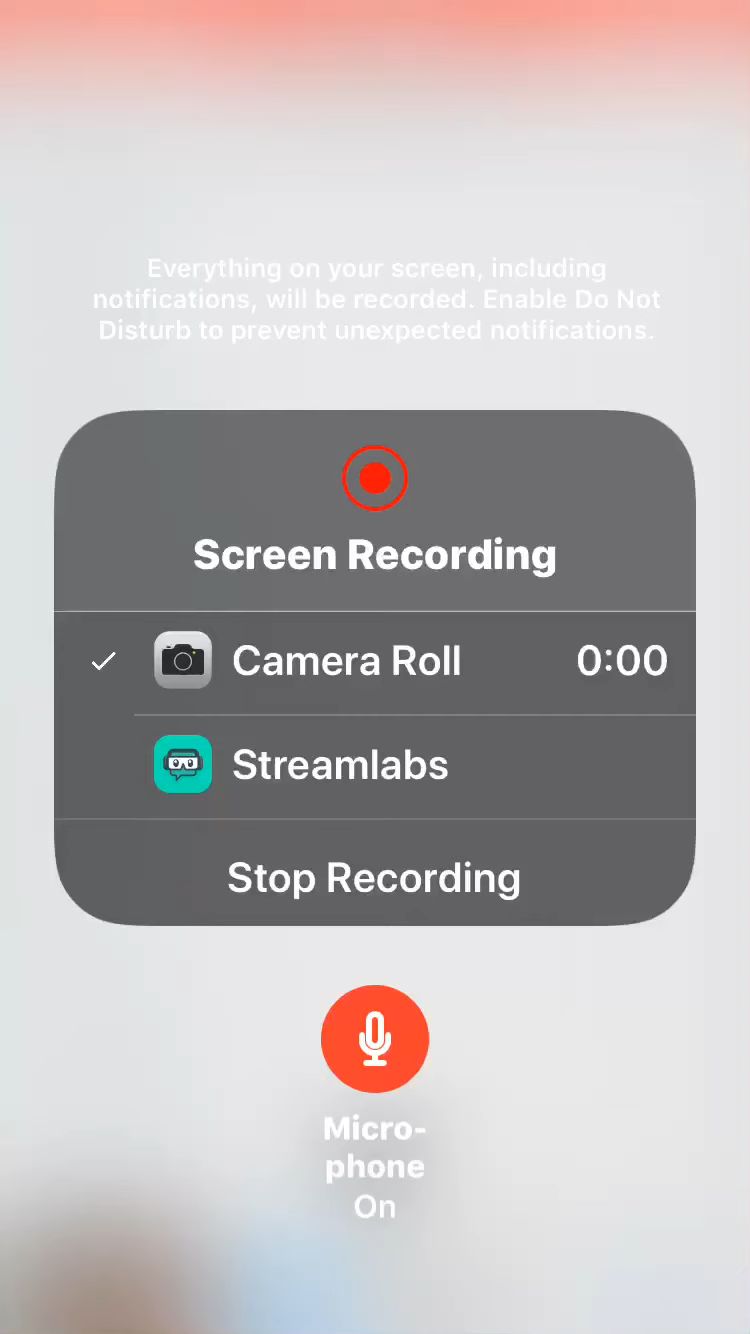 Everything on your screen, including
notifications, will be recorded. Enable Do Not
Disturb to prevent unexpected notifications.
Screen Recording
Camera Roll 0:00
Streamlabs
Stop Recording
Micro-
phone
On